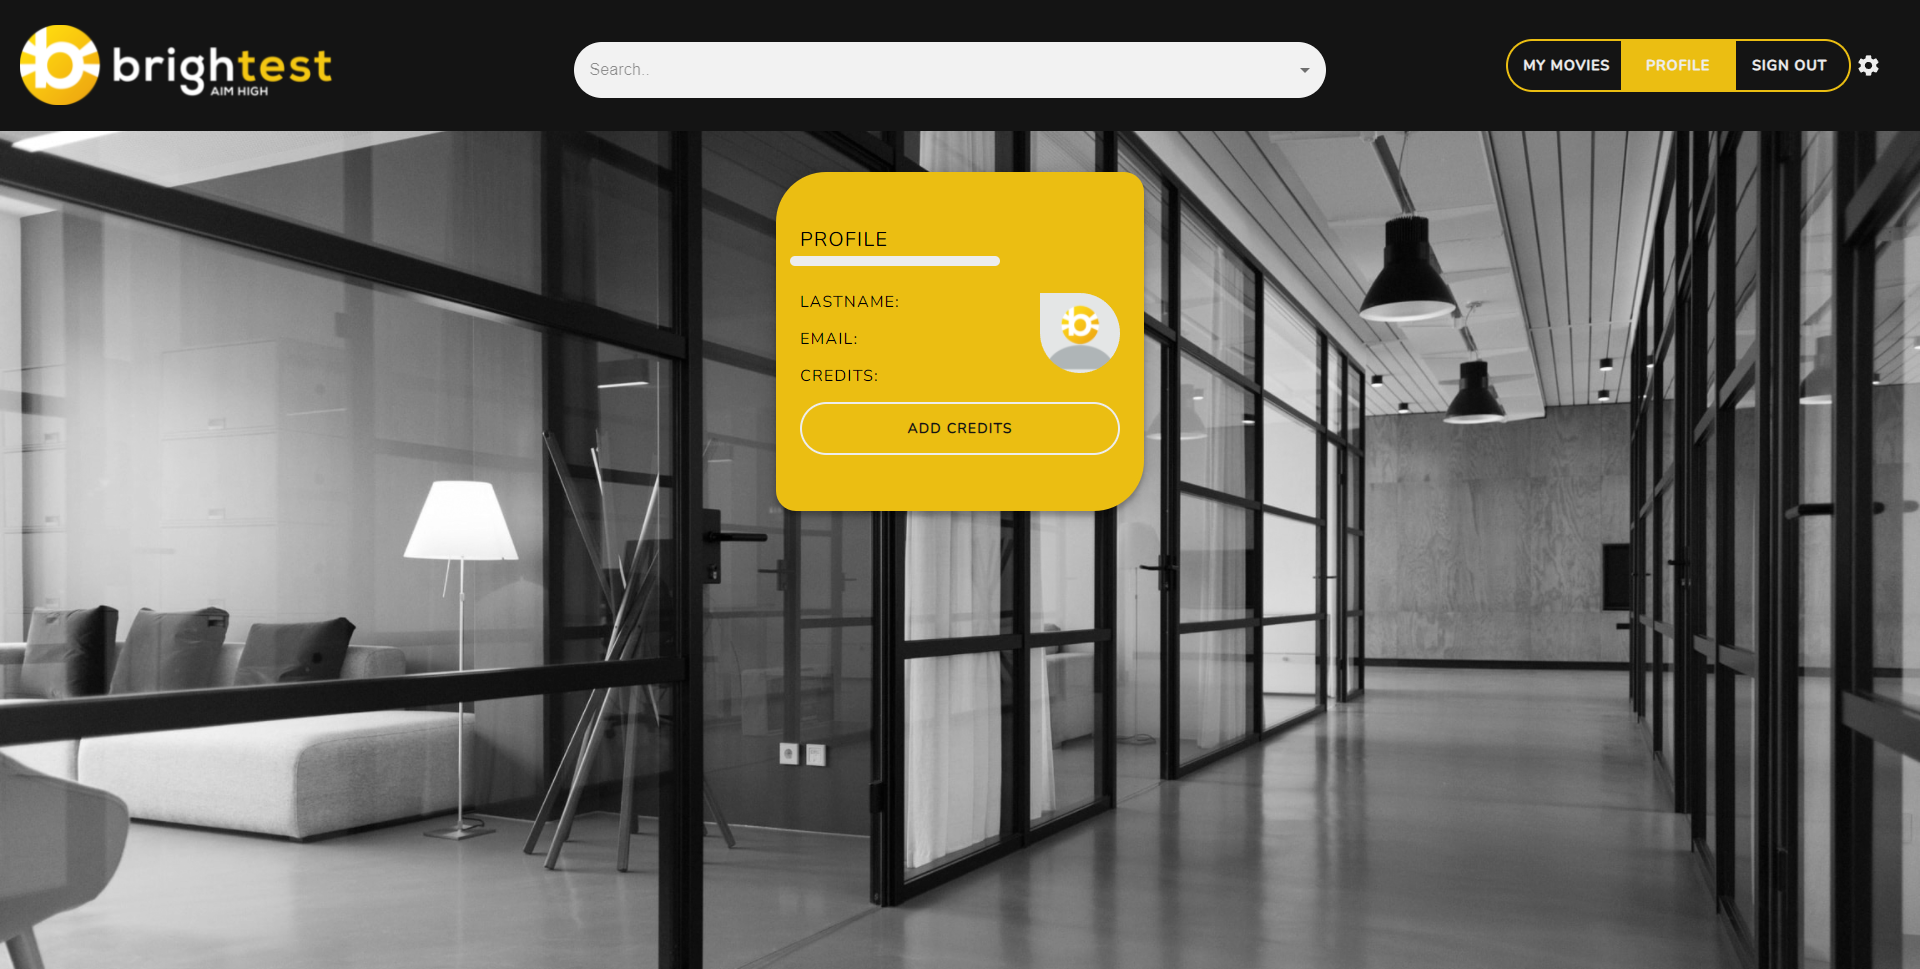 brightest
AIM HIGH
Search..
MY MOVIES
PROFILE
SIGN OUT
PROFILE
LASTNAME:
EMAIL:
CREDITS:
ADD CREDITS